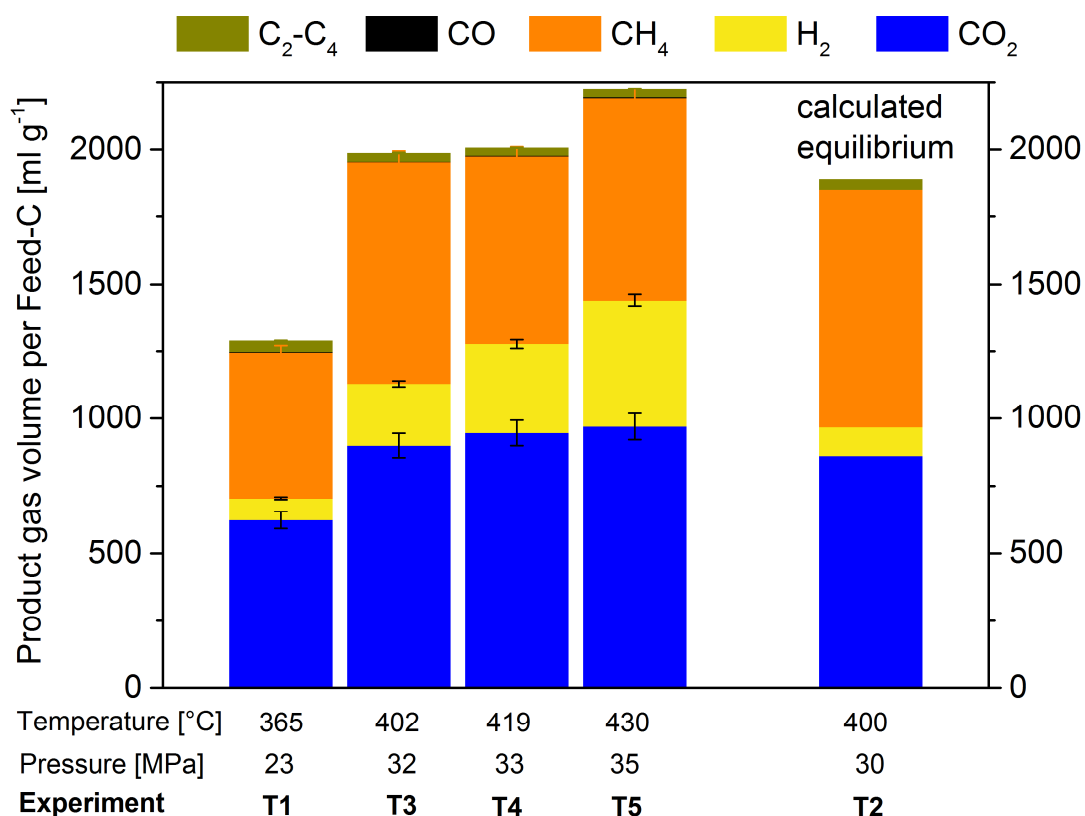 C2-C4 CO CH4 H2 CO2
Product gas volume per Feed-C [ml g-1]
calculated
equilibrium
2000 2000
1500 1500
1000 1000
500 500
0 0
Temperature [°C] 365 402 419 430 400
Pressure [MPa] 23 32 33 35 30
Experiment T1 T3 T4 T5 T2